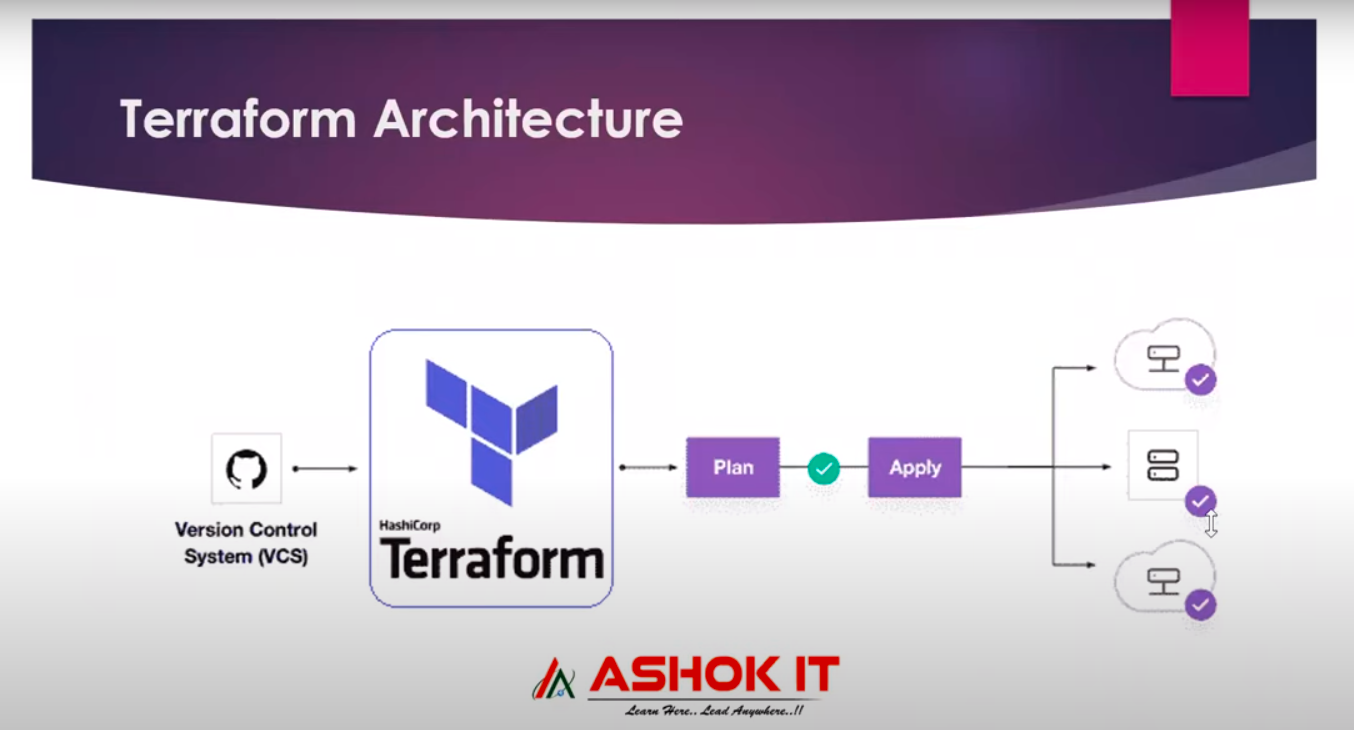 Terraform Architecture
Version Control
System (VCS)
HashiCorp
Terraform
Plan
Apply
ASHOK IT
Learn Here.. Lead Anywhere..!!